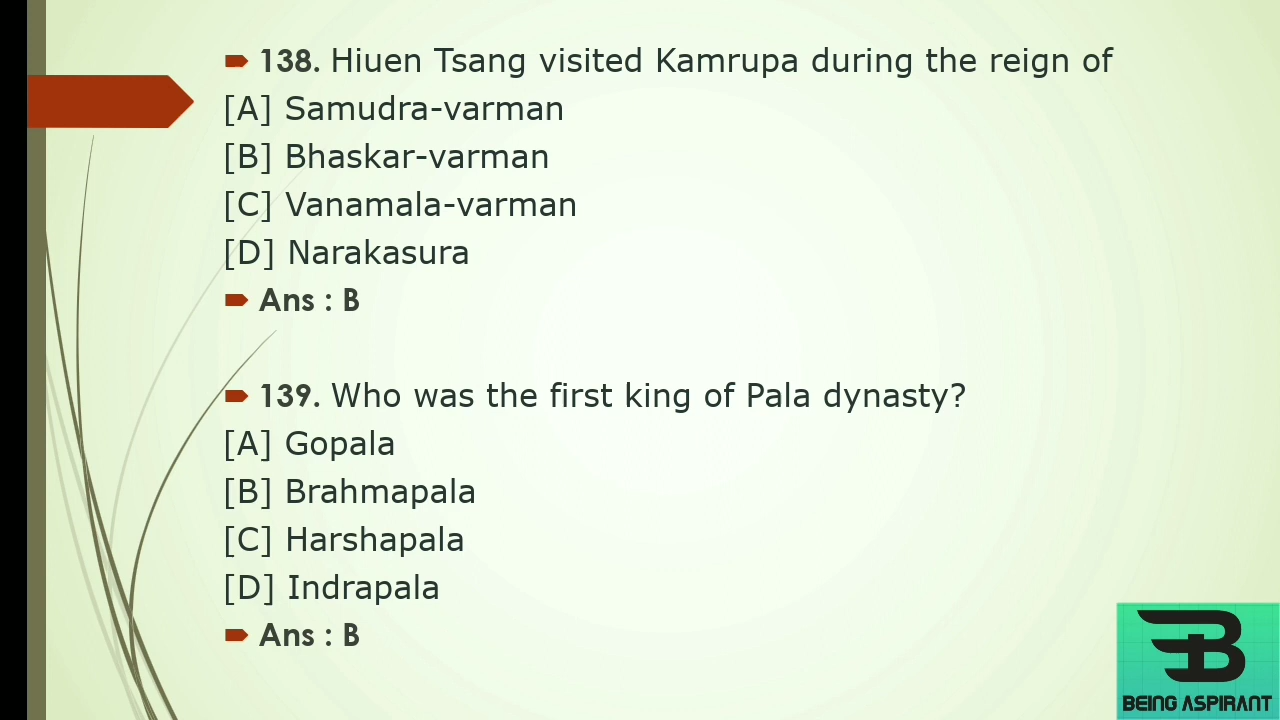 138. Hiuen Tsang visited Kamrupa during the reign of
[A] Samudra-varman
[B] Bhaskar-varman
[C] Vanamala-varman
[D] Narakasura
Ans : B
139. Who was the first king of Pala dynasty?
[A] Gopala
[B] Brahmapala
[C] Harshapala
[D] Indrapala
Ans : B
BEING ASPIRANT